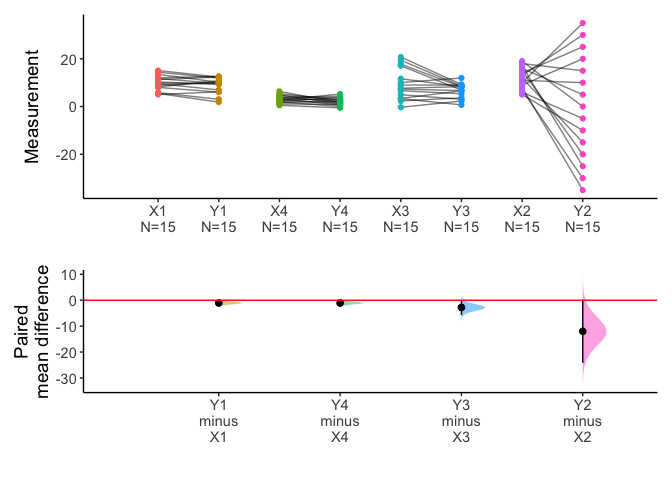 Measurement
20
0
-20
X1 Y1 X4 Y4 X3 Y3 X2 Y2
N=15 N=15 N=15 N=15 N=15 N=15 N=15 N=15
Paired
mean difference
10
0
-10
-20
-30
Y1 Y4 Y3 Y2
minus minus minus minus
X1 X4 X3 X2